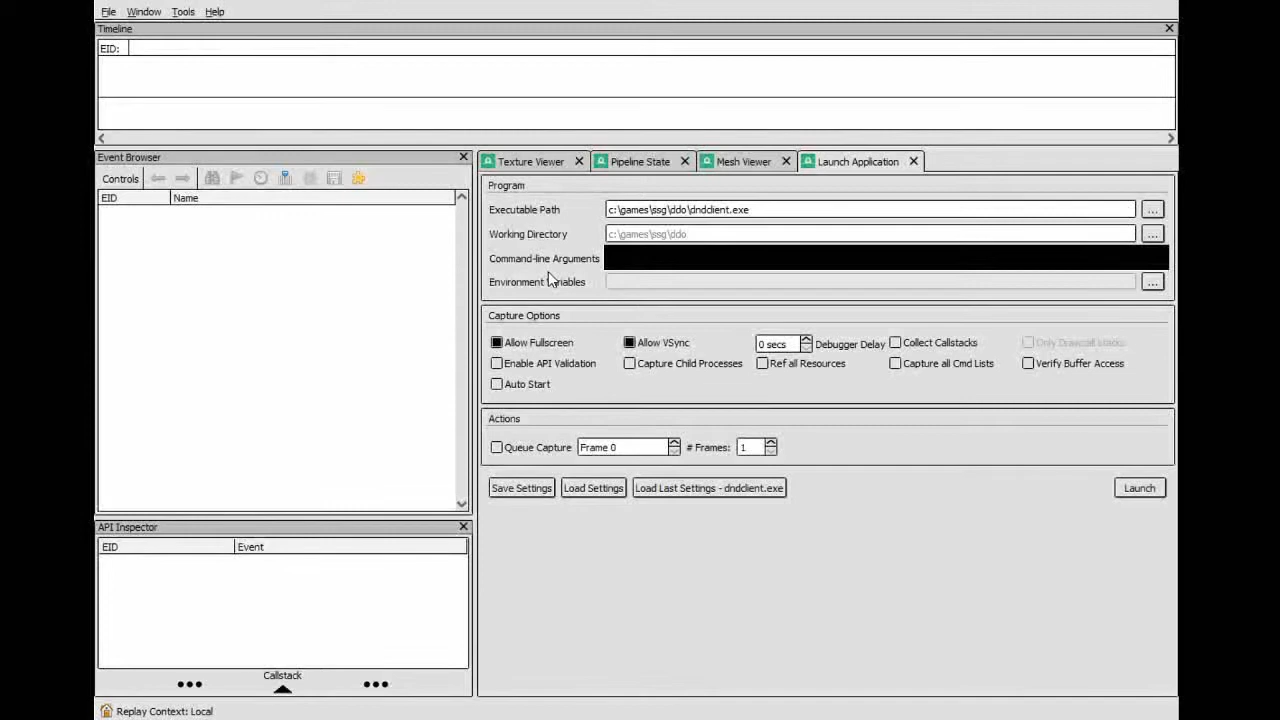 File Window Tools Help
Timeline
EID:
Event Browser
Controls
EID Name
API Inspector
EID Event
Callstack
Texture Viewer Pipeline State Mesh Viewer Launch Application
Program
Executable Path c:\games\ssg\ddo\dndclient.exe ...
Working Directory c:\games\ssg\ddo ...
Command-line Arguments
Environment ...
Capture Options
Allow Fullscreen Allow VSync 0 secs Debugger Delay Collect Callstacks Only Drawcall Stacks
Enable API Validation Capture Child Processes Ref all Resources Capture all Cmd Lists Verify Buffer Access
Auto Start
Actions
Queue Capture Frame 0 # Frames: 1
Save Settings Load Settings Load Last Settings - dndclient.exe Launch
Replay Context: Local